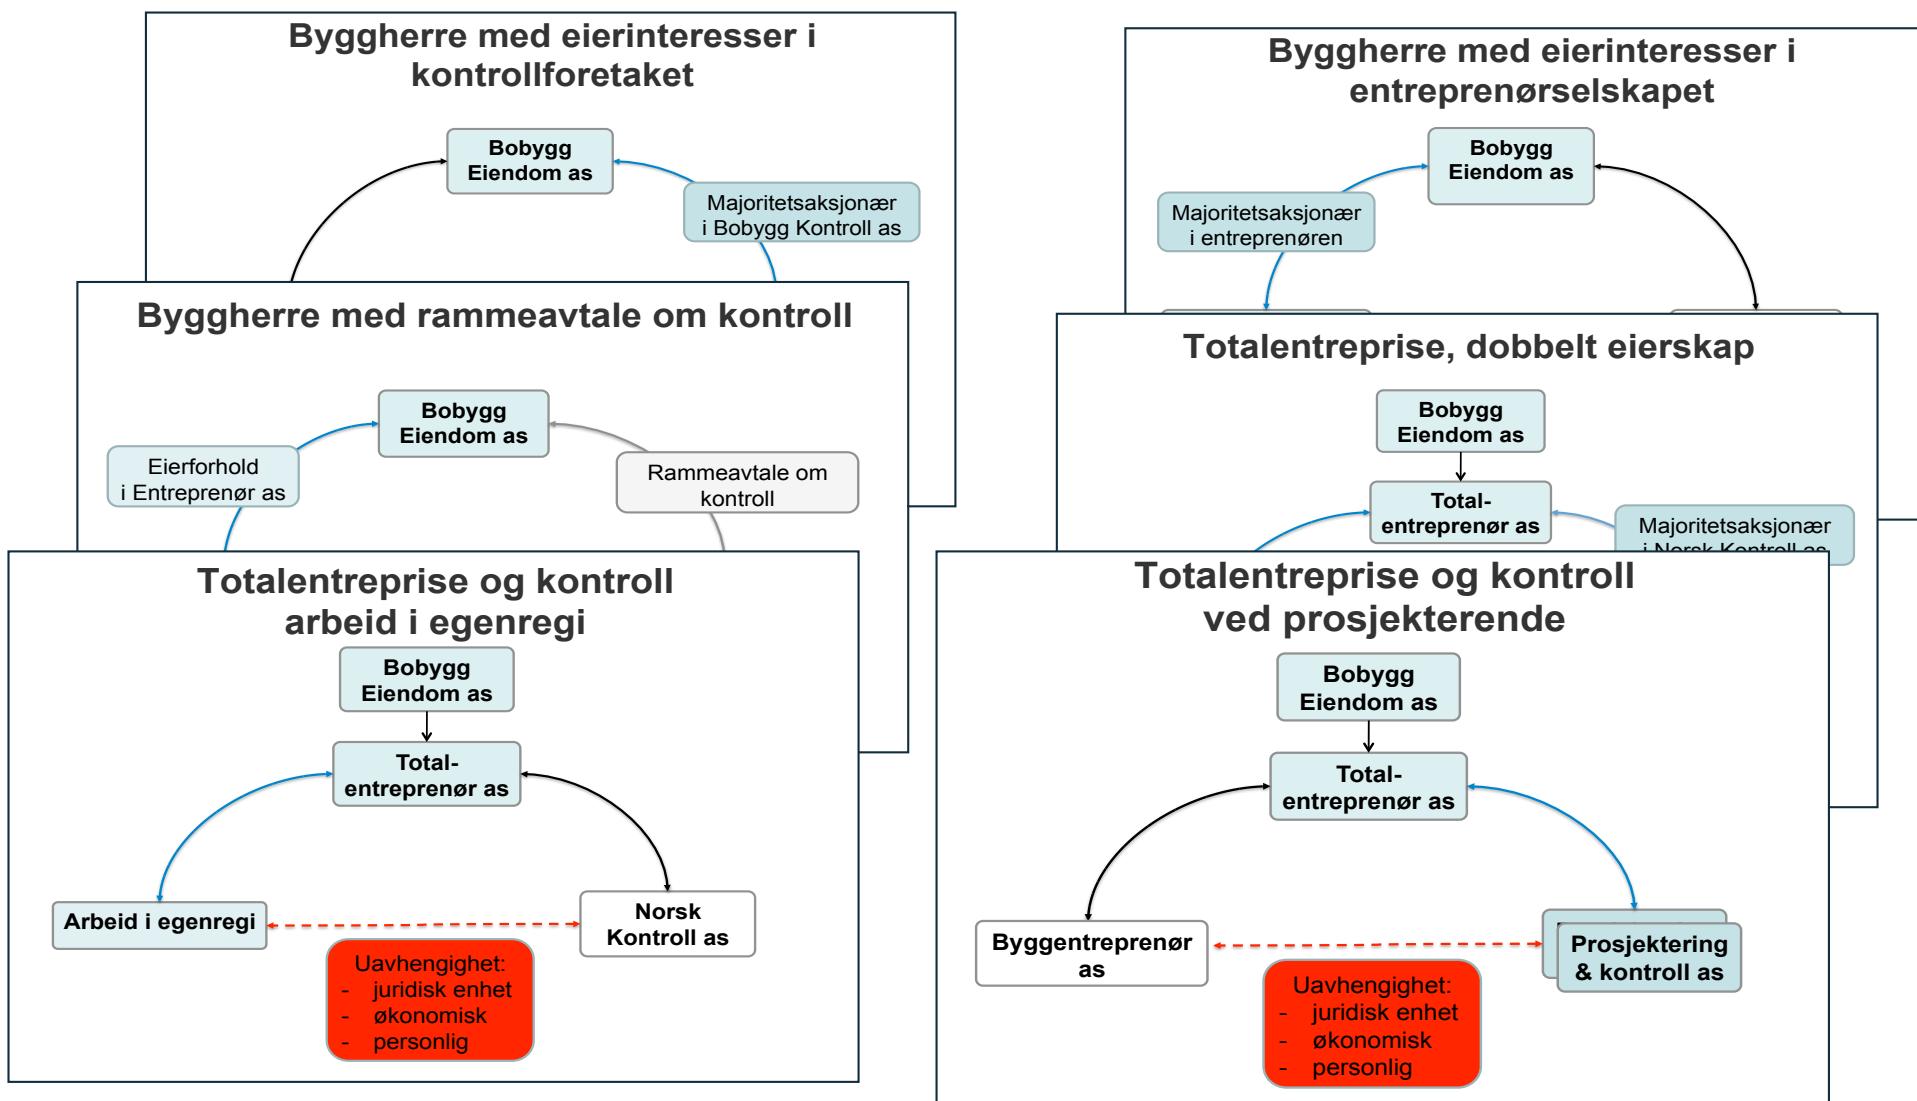 Byggherre med eierinteresser i
kontrollforetaket
Bobygg
Eiendom as
Majoritetsaksjonær
i Bobygg Kontroll as
Byggherre med rammeavtale om kontroll
Bobygg
Eiendom as
Eierforhold
i Entreprenør as
Rammeavtale om
kontroll
Totalentreprise og kontroll
arbeid i egenregi
Bobygg
Eiendom as
Total-
entreprenør as
Arbeid i egenregi
Norsk
Kontroll as
Uavhengighet:
- juridisk enhet
- økonomisk
- personlig
Byggherre med eierinteresser i
entreprenørselskapet
Bobygg
Eiendom as
Majoritetsaksjonær
i entreprenøren
Totalentreprise, dobbelt eierskap
Bobygg
Eiendom as
Total-
entreprenør as
Majoritetsaksjonær
i Norsk Kontroll as
Totalentreprise og kontroll
ved prosjekterende
Bobygg
Eiendom as
Total-
entreprenør as
Byggentreprenør
as
Prosjektering
& kontroll as
Uavhengighet:
- juridisk enhet
- økonomisk
- personlig